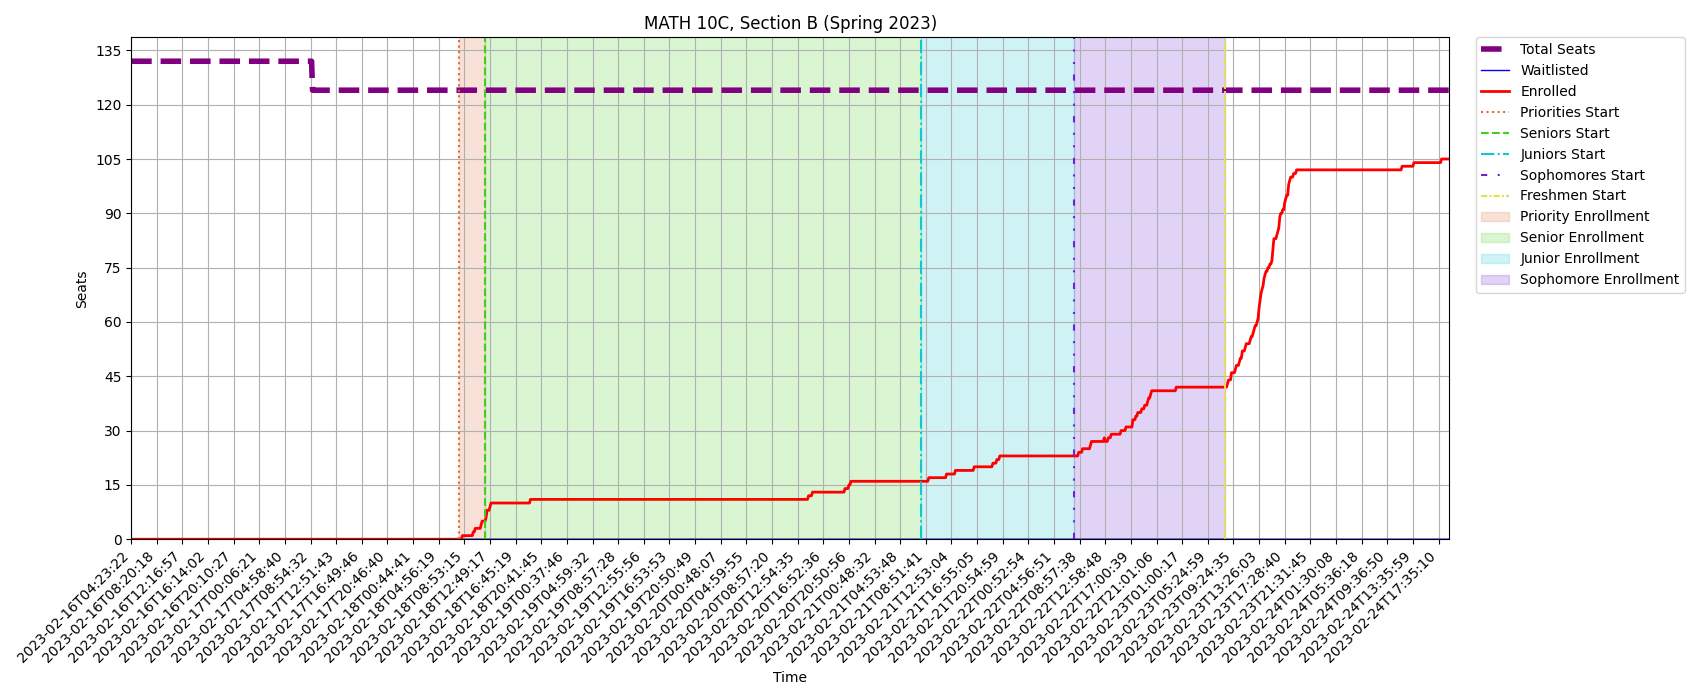 MATH 10C, Section B (Spring 2023)
Seats
135
120
105
90
75
60
45
30
15
0
2023-02-16T04:23:22
2023-02-16T08:20:18
2023-02-16T12:16:57
2023-02-16T16:14:02
2023-02-16T20:10:27
2023-02-17T00:06:21
2023-02-17T04:58:40
2023-02-17T08:54:32
2023-02-17T12:51:43
2023-02-17T16:49:46
2023-02-17T20:46:40
2023-02-18T00:44:41
2023-02-18T04:56:19
2023-02-18T08:53:15
2023-02-18T12:49:17
2023-02-18T16:45:19
2023-02-18T20:41:45
2023-02-19T00:37:46
2023-02-19T04:59:32
2023-02-19T08:57:28
2023-02-19T12:55:56
2023-02-19T16:53:53
2023-02-19T20:50:49
2023-02-20T00:48:07
2023-02-20T04:59:55
2023-02-20T08:57:20
2023-02-20T12:54:35
2023-02-20T16:52:36
2023-02-20T20:50:56
2023-02-21T00:48:32
2023-02-21T04:53:48
2023-02-21T08:51:41
2023-02-21T12:53:04
2023-02-21T16:55:05
2023-02-21T20:54:59
2023-02-22T00:52:54
2023-02-22T04:56:51
2023-02-22T08:57:38
2023-02-22T12:58:48
2023-02-22T17:00:39
2023-02-22T21:01:06
2023-02-23T01:00:17
2023-02-23T05:24:59
2023-02-23T09:24:35
2023-02-23T13:26:03
2023-02-23T17:28:40
2023-02-23T21:31:45
2023-02-24T01:30:08
2023-02-24T05:36:18
2023-02-24T09:36:50
2023-02-24T13:35:59
2023-02-24T17:35:10
Time
Total Seats
Waitlisted
Enrolled
Priorities Start
Seniors Start
Juniors Start
Sophomores Start
Freshmen Start
Priority Enrollment
Senior Enrollment
Junior Enrollment
Sophomore Enrollment